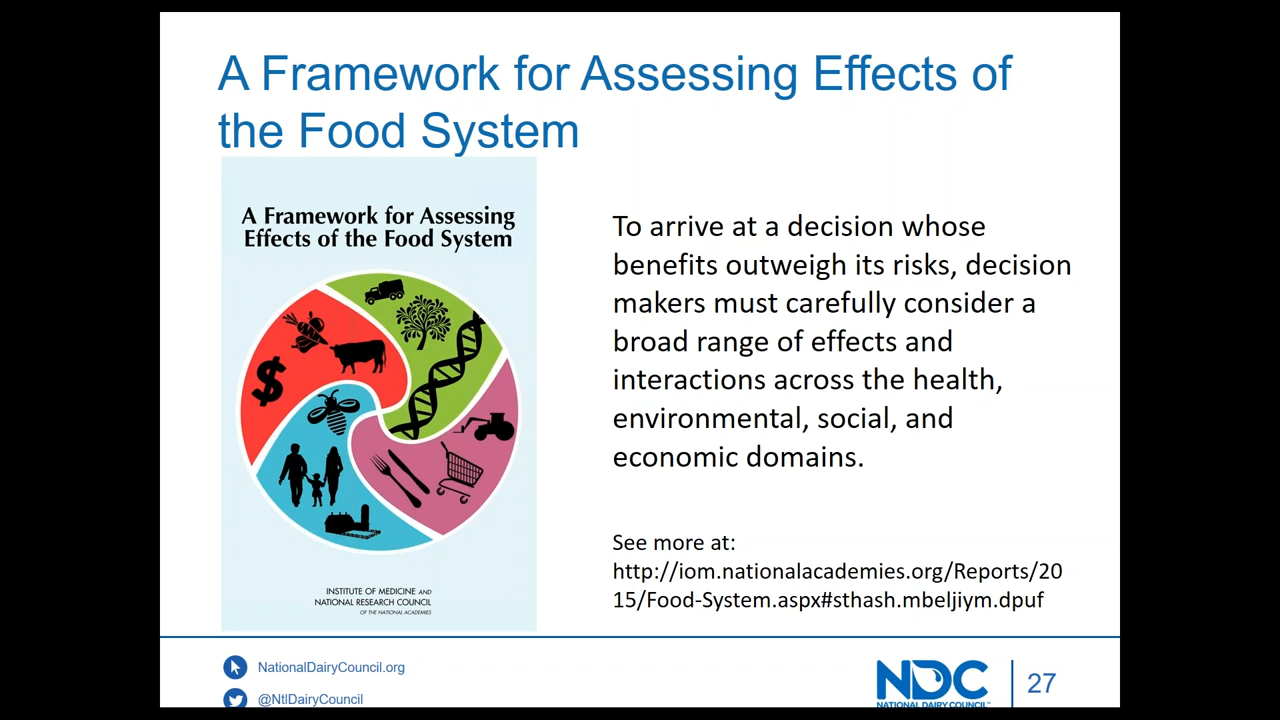 A Framework for Assessing Effects of
the Food System
A Framework for Assessing
Effects of the Food System
$
INSTITUTE OF MEDICINE AND
NATIONAL RESEARCH COUNCIL
OF THE NATIONAL ACADEMIES
To arrive at a decision whose
benefits outweigh its risks, decision
makers must carefully consider a
broad range of effects and
interactions across the health,
environmental, social, and
economic domains.
See more at:
http://iom.nationalacademies.org/Reports/20
15/Food-System.aspx#sthash.mbeljiym.dpuf
NationalDairyCouncil.org
@NtlDairyCouncil
NDC
NATIONAL DAIRY COUNCIL™
27